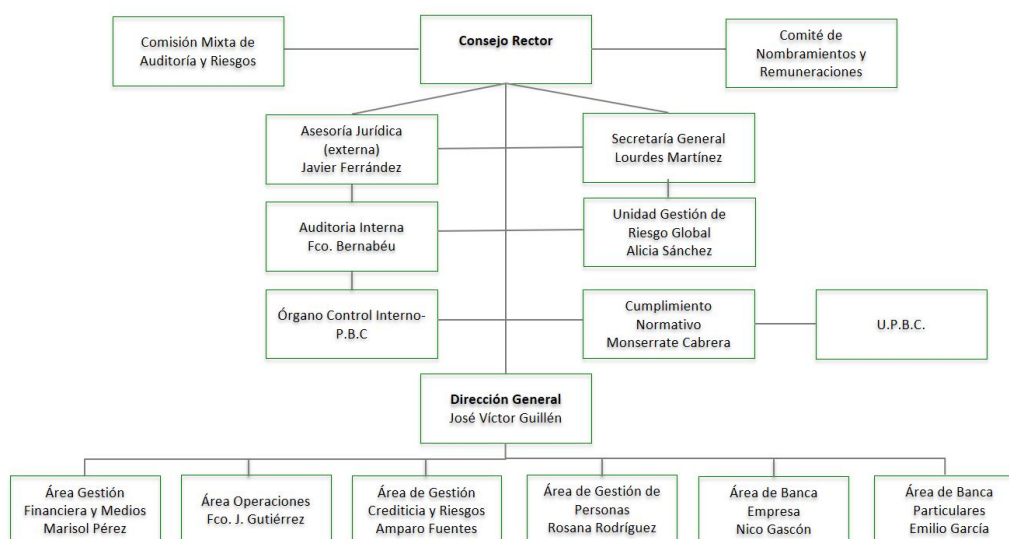 Comisión Mixta de
Auditoría y Riesgos
Consejo Rector
Comité de
Nombramientos y
Remuneraciones
Asesoría Jurídica
(externa)
Javier Ferrández
Secretaría General
Lourdes Martínez
Auditoria Interna
Fco. Bernabéu
Unidad Gestión de
Riesgo Global
Alicia Sánchez
Órgano Control Interno-
P.B.C
Cumplimiento
Normativo
Monserrate Cabrera
U.P.B.C.
Dirección General
José Víctor Guillén
Área Gestión
Financiera y Medios
Marisol Pérez
Área Operaciones
Fco. J. Gutiérrez
Área de Gestión
Crediticia y Riesgos
Amparo Fuentes
Área de Gestión de
Personas
Rosana Rodríguez
Área de Banca
Empresa
Nico Gascón
Área de Banca
Particulares
Emilio García